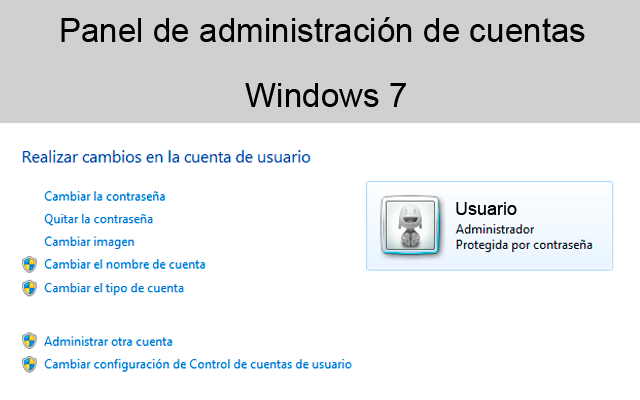 Panel de administración de cuentas
Windows 7
Realizar cambios en la cuenta de usuario
Cambiar la contraseña
Quitar la contraseña
Cambiar imagen
Cambiar el nombre de cuenta
Cambiar el tipo de cuenta
Usuario
Administrador
Protegida por contraseña
Administrar otra cuenta
Cambiar configuración de Control de cuentas de usuario